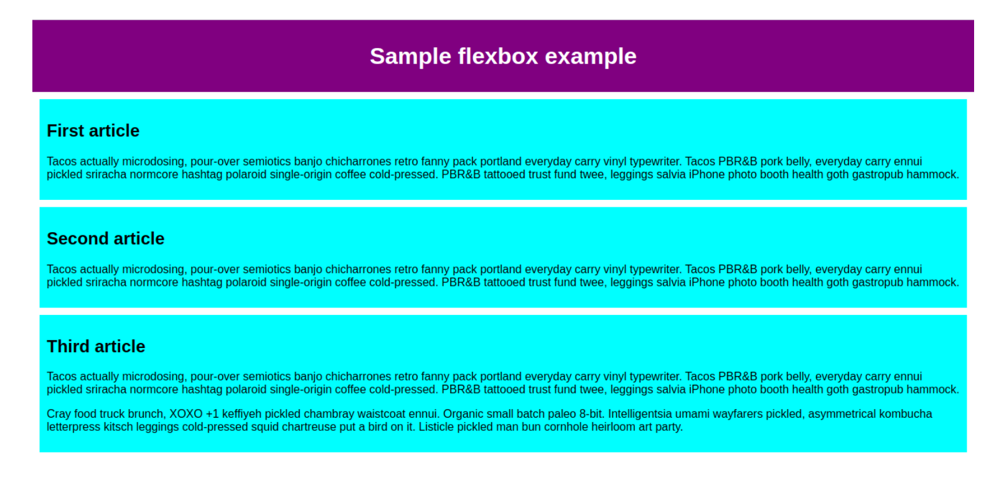 Sample flexbox example
First article
Tacos actually microdosing, pour-over semiotics banjo chicharrones retro fanny pack portland everyday carry vinyl typewriter. Tacos PBR&B pork belly, everyday carry ennui
pickled sriracha normcore hashtag polaroid single-origin coffee cold-pressed. PBR&B tattooed trust fund twee, leggings salvia iPhone photo booth health goth gastropub hammock.
Second article
Tacos actually microdosing, pour-over semiotics banjo chicharrones retro fanny pack portland everyday carry vinyl typewriter. Tacos PBR&B pork belly, everyday carry ennui
pickled sriracha normcore hashtag polaroid single-origin coffee cold-pressed. PBR&B tattooed trust fund twee, leggings salvia iPhone photo booth health goth gastropub hammock.
Third article
Tacos actually microdosing, pour-over semiotics banjo chicharrones retro fanny pack portland everyday carry vinyl typewriter. Tacos PBR&B pork belly, everyday carry ennui
pickled sriracha normcore hashtag polaroid single-origin coffee cold-pressed. PBR&B tattooed trust fund twee, leggings salvia iPhone photo booth health goth gastropub hammock.
Cray food truck brunch, XOXO +1 keffiyeh pickled chambray waistcoat ennui. Organic small batch paleo 8-bit. Intelligentsia umami wayfarers pickled, asymmetrical kombucha
letterpress kitsch leggings cold-pressed squid chartreuse put a bird on it. Listicle pickled man bun cornhole heirloom art party.